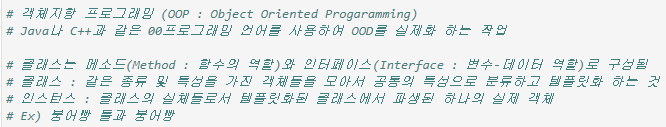 # 객체지향 프로그래밍 (OOP : Object Oriented Progaramming)
# Java나 C++과 같은 OO프로그래밍 언어를 사용하여 OOD를 실제화 하는 작업
# 클래스는 메소드(Method : 함수의 역할)와 인터페이스(Interface : 변수-데이터 역할)로 구성됨
# 클래스 : 같은 종류 및 특성을 가진 객체들을 모아서 공통의 특성으로 분류하고 템플릿화 하는 것
# 인스턴스 : 클래스의 실체들로서 템플릿화된 클래스에서 파생된 하나의 실제 객체
# Ex) 붕어빵 틀과 붕어빵